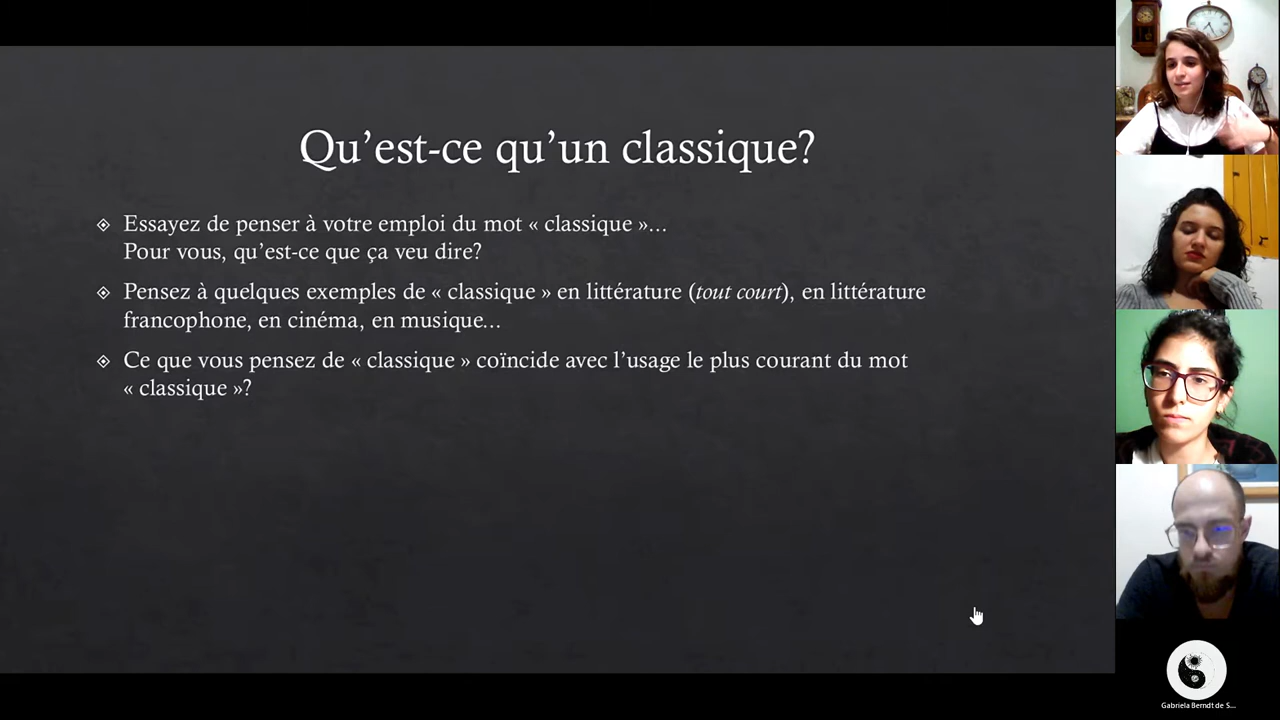 Qu’est-ce qu’un classique?
Essayez de penser à votre emploi du mot « classique »...
Pour vous, qu’est-ce que ça veu dire?
Pensez à quelques exemples de « classique » en littérature (tout court), en littérature
francophone, en cinéma, en musique...
Ce que vous pensez de « classique » coïncide avec l’usage le plus courant du mot
« classique »?
Gabriela Berndt de S...